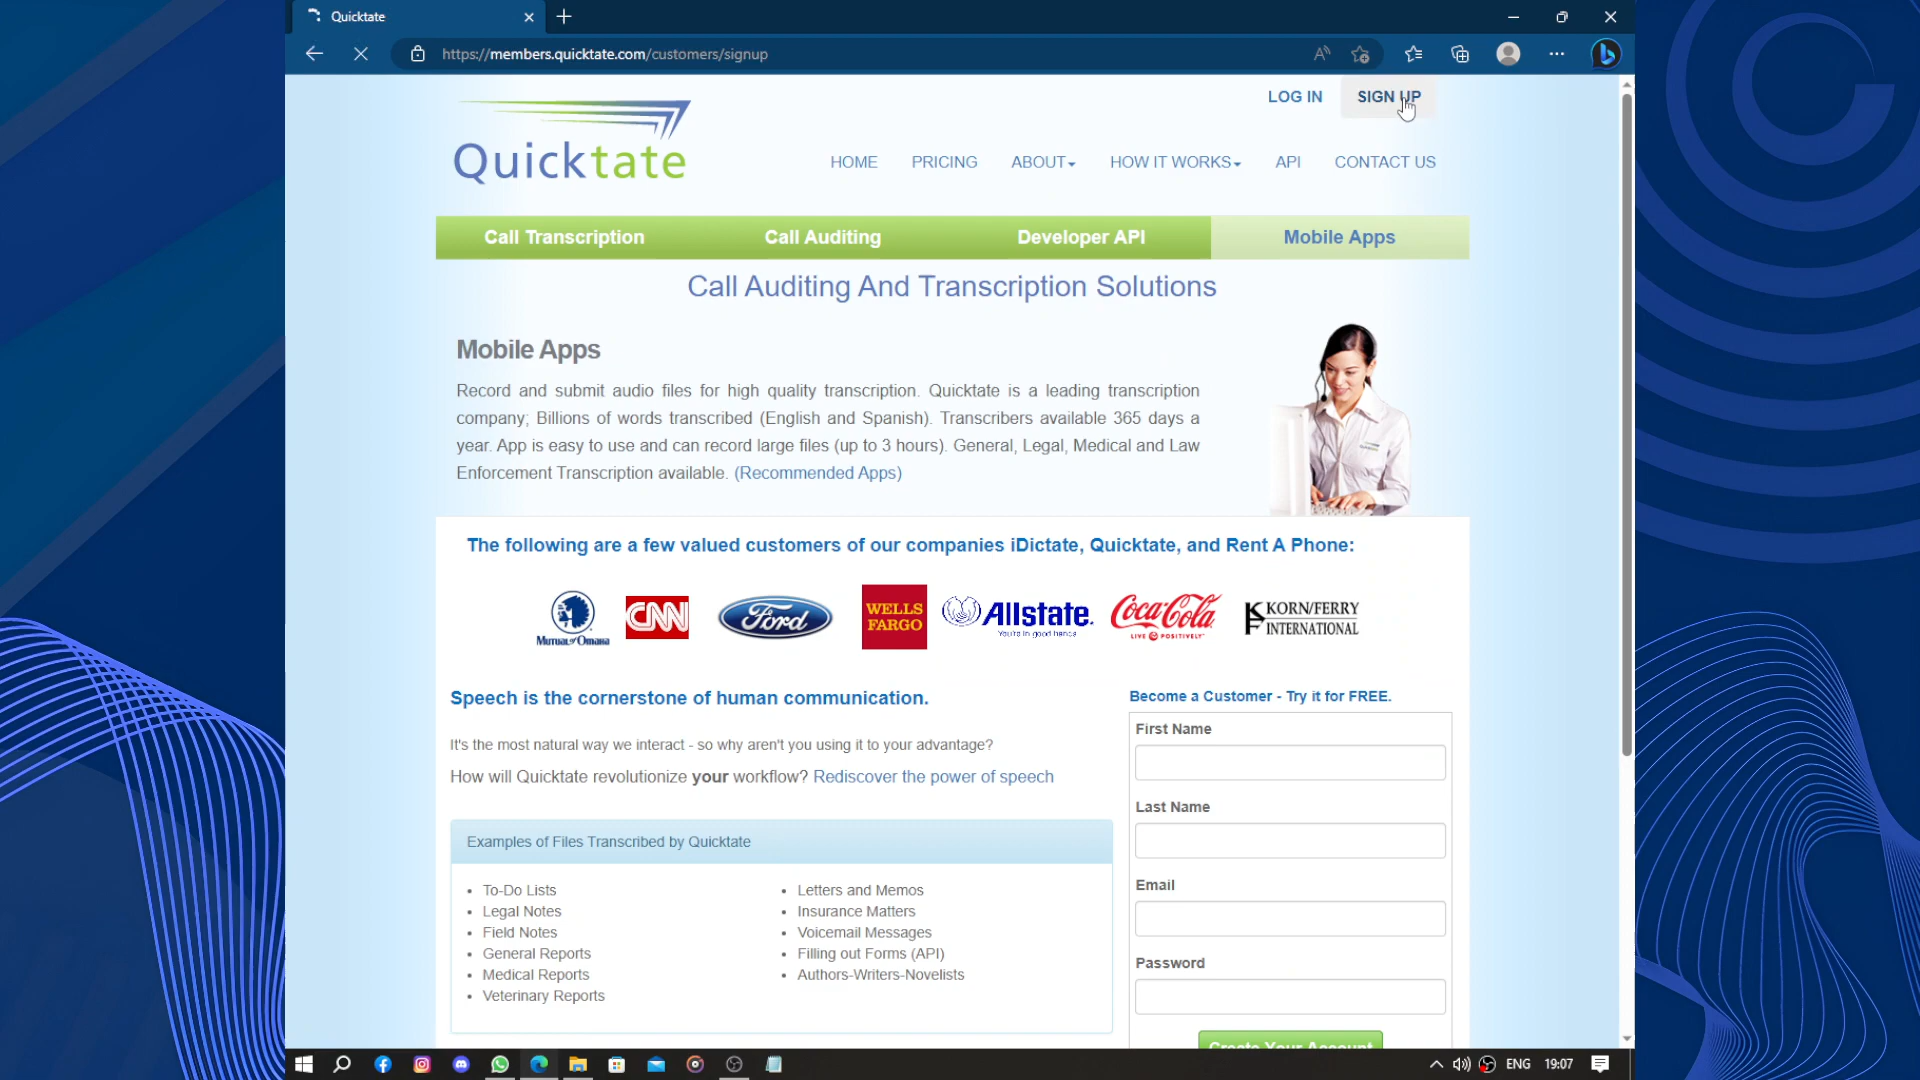 Quicktate
https://members.quicktate.com/customers/signup
LOG IN SIGN UP
Quicktate
HOME PRICING ABOUT HOW IT WORKS API CONTACT US
Call Transcription Call Auditing Developer API Mobile Apps
Call Auditing And Transcription Solutions
Mobile Apps
Record and submit audio files for high quality transcription. Quicktate is a leading transcription
company; Billions of words transcribed (English and Spanish). Transcribers available 365 days a
year. App is easy to use and can record large files (up to 3 hours). General, Legal, Medical and Law
Enforcement Transcription available. (Recommended Apps)
The following are a few valued customers of our companies iDictate, Quicktate, and Rent A Phone:
Mutual of Omaha
CNN
Ford
WELLS
FARGO
Allstate.
You're in good hands.
Coca-Cola
LIVE POSITIVELY
KORN/FERRY
INTERNATIONAL
Speech is the cornerstone of human communication.
It's the most natural way we interact - so why aren't you using it to your advantage?
How will Quicktate revolutionize your workflow? Rediscover the power of speech
Examples of Files Transcribed by Quicktate
• To-Do Lists
• Legal Notes
• Field Notes
• General Reports
• Medical Reports
• Veterinary Reports
• Letters and Memos
• Insurance Matters
• Voicemail Messages
• Filling out Forms (API)
• Authors-Writers-Novelists
Become a Customer - Try it for FREE.
First Name
Last Name
Email
Password
Create Your Account
ENG 19:07